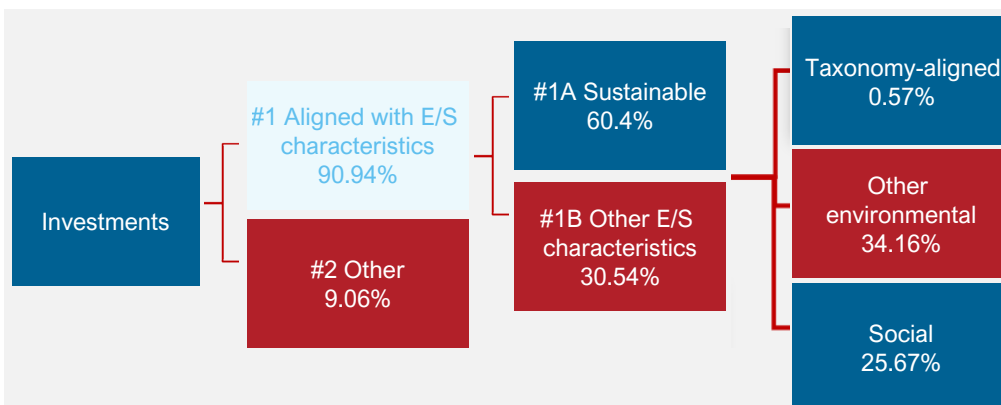 Investments
#1 Aligned with E/S
characteristics
90.94%
#2 Other
9.06%
#1A Sustainable
60.4%
#1B Other E/S
characteristics
30.54%
Taxonomy-aligned
0.57%
Other
environmental
34.16%
Social
25.67%